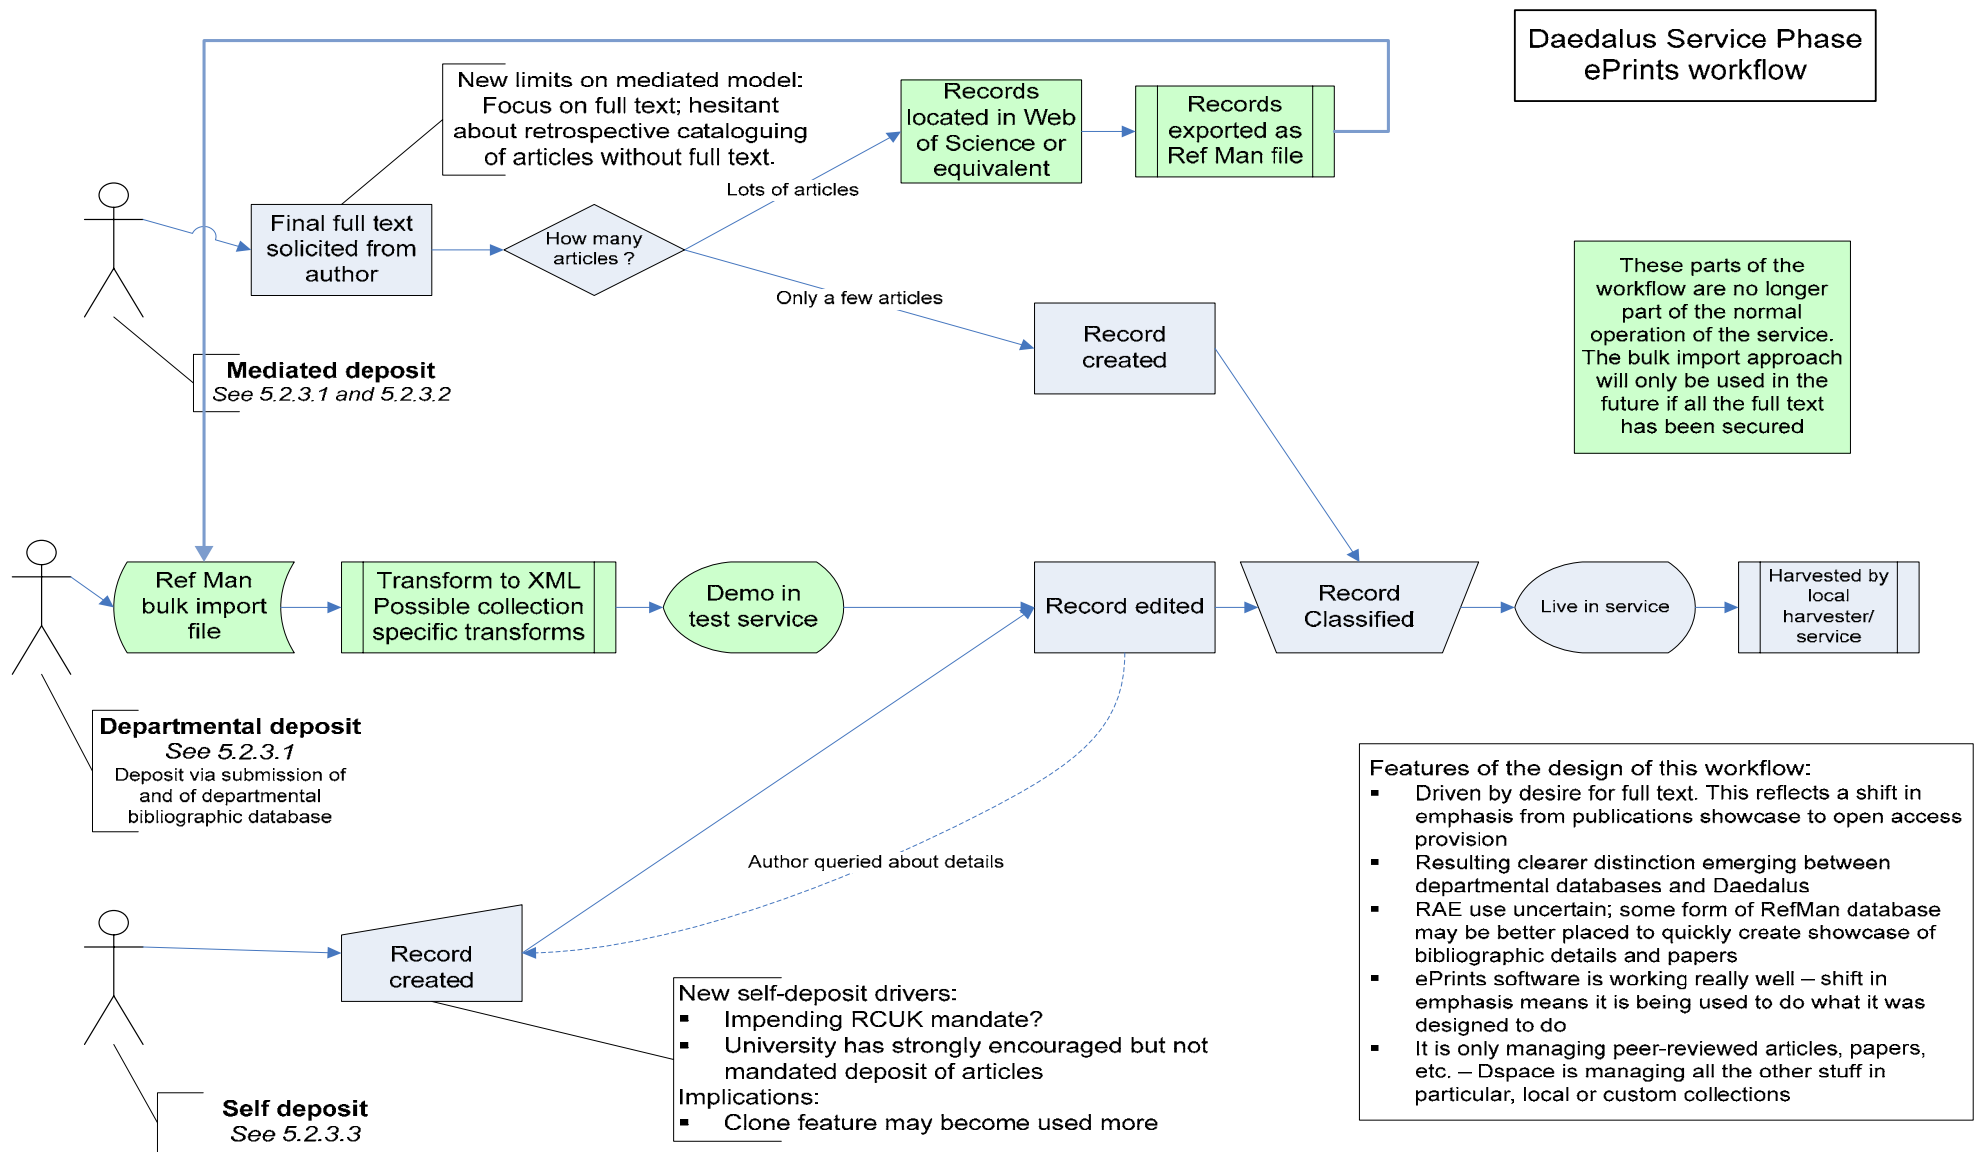 Daedalus Service Phase
ePrints workflow
New limits on mediated model:
Focus on full text; hesitant
about retrospective cataloguing
of articles without full text.
Records
located in Web
of Science or
equivalent
Records
exported as
Ref Man file
Lots of articles
Final full text
solicited from
author
How many
articles ?
Only a few articles
Record
created
These parts of the
workflow are no longer
part of the normal
operation of the service.
The bulk import approach
will only be used in the
future if all the full text
has been secured
Mediated deposit
See 5.2.3.1 and 5.2.3.2
Ref Man
bulk import
file
Transform to XML
Possible collection
specific transforms
Demo in
test service
Record edited
Record
Classified
Live in service
Harvested by
local
harvester/
service
Departmental deposit
See 5.2.3.1
Deposit via submission of
and of departmental
bibliographic database
Author queried about details
Features of the design of this workflow:
▪ Driven by desire for full text. This reflects a shift in
emphasis from publications showcase to open access
provision
▪ Resulting clearer distinction emerging between
departmental databases and Daedalus
▪ RAE use uncertain; some form of RefMan database
may be better placed to quickly create showcase of
bibliographic details and papers
▪ ePrints software is working really well – shift in
emphasis means it is being used to do what it was
designed to do
▪ It is only managing peer-reviewed articles, papers,
etc. – Dspace is managing all the other stuff in
particular, local or custom collections
Record
created
New self-deposit drivers:
▪ Impending RCUK mandate?
▪ University has strongly encouraged but not
mandated deposit of articles
Implications:
▪ Clone feature may become used more
Self deposit
See 5.2.3.3